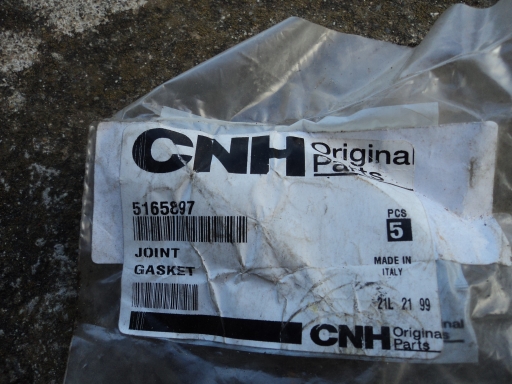 CNH Original
Parts
5165897
PCS
5
JOINT
GASKET
MADE IN
ITALY
21L 21 99
CNH Original
Parts